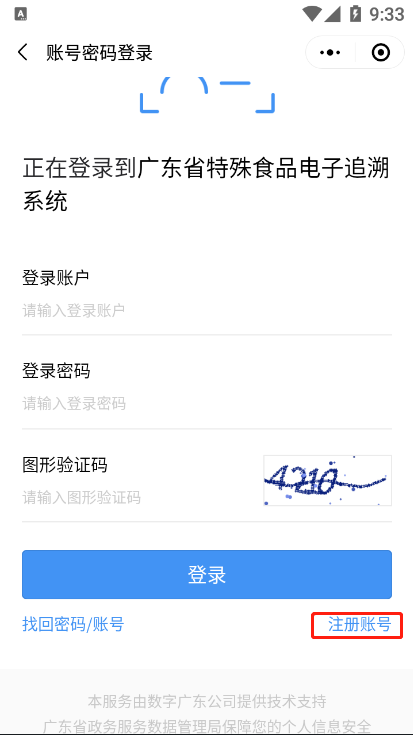 9:33
账号密码登录
正在登录到广东省特殊食品电子追溯
系统
登录账户
请输入登录账户
登录密码
请输入登录密码
图形验证码
请输入图形验证码
4210
登录
找回密码/账号
注册账号
本服务由数字广东公司提供技术支持
广东省政务服务数据管理局保障您的个人信息安全